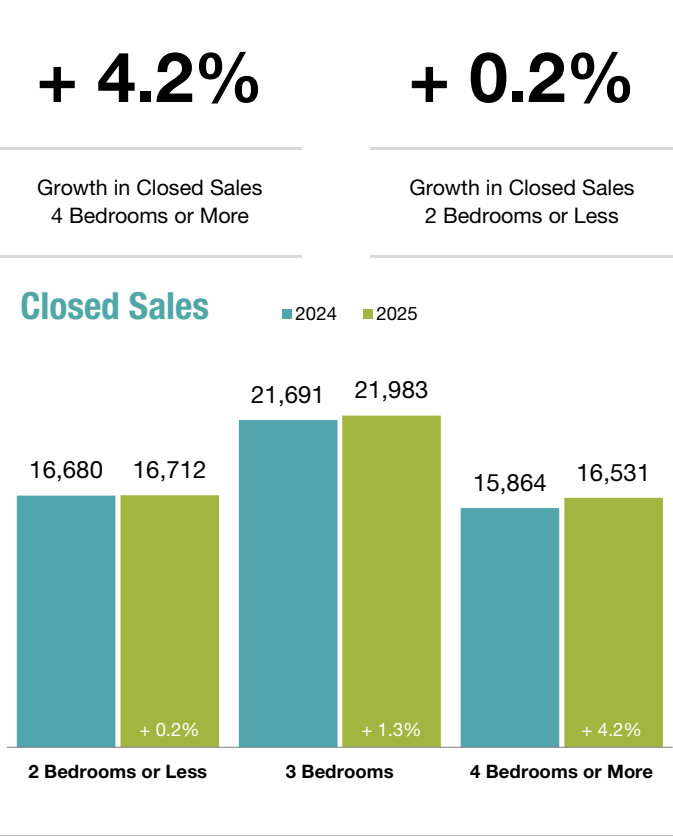 + 4.2%
Growth in Closed Sales
4 Bedrooms or More
+ 0.2%
Growth in Closed Sales
2 Bedrooms or Less
Closed Sales
2024 2025
16,680 16,712 21,691 21,983 15,864 16,531
+ 0.2% + 1.3% + 4.2%
2 Bedrooms or Less 3 Bedrooms 4 Bedrooms or More